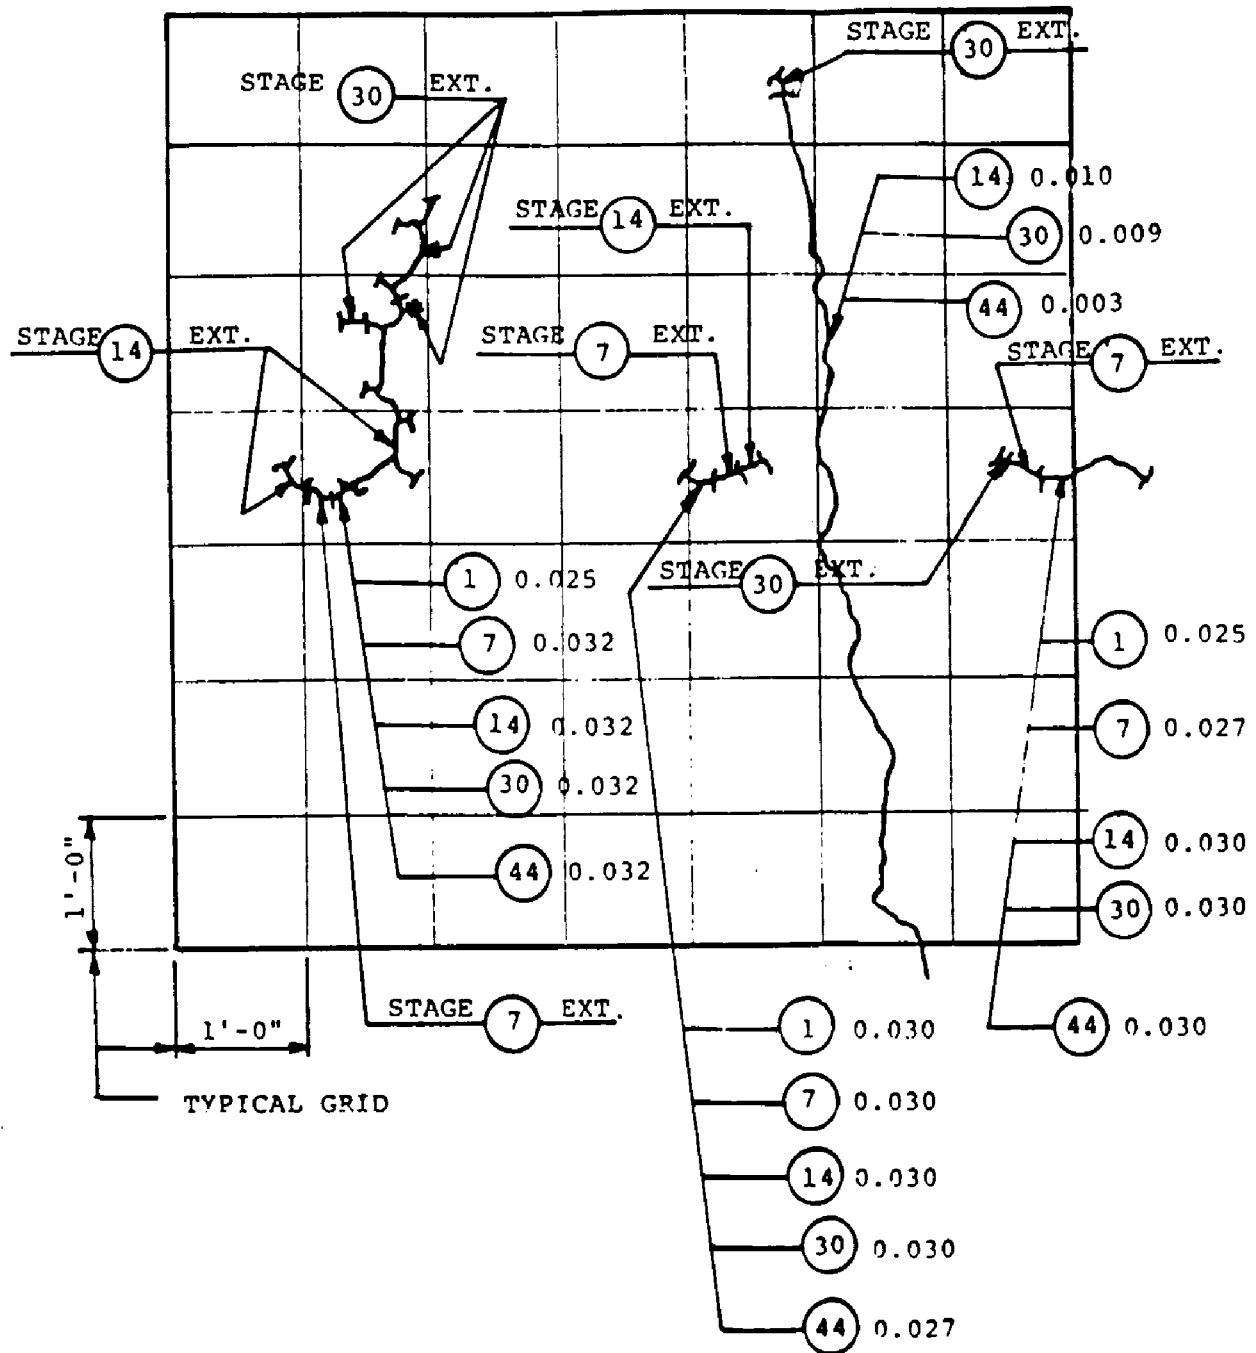 STAGE 30 EXT.
STAGE 30 EXT.
14 0.010
STAGE 14 EXT.
30 0.009
44 0.003
STAGE 14 EXT.
STAGE 7 EXT.
STAGE 7 EXT.
STAGE 30 EXT.
1 0.025
7 0.032
14 0.032
30 0.032
44 0.032
1 0.025
7 0.027
14 0.030
30 0.030
44 0.030
1'-0"
STAGE 7 EXT.
1'-0"
TYPICAL GRID
1 0.030
7 0.030
14 0.030
30 0.030
44 0.027